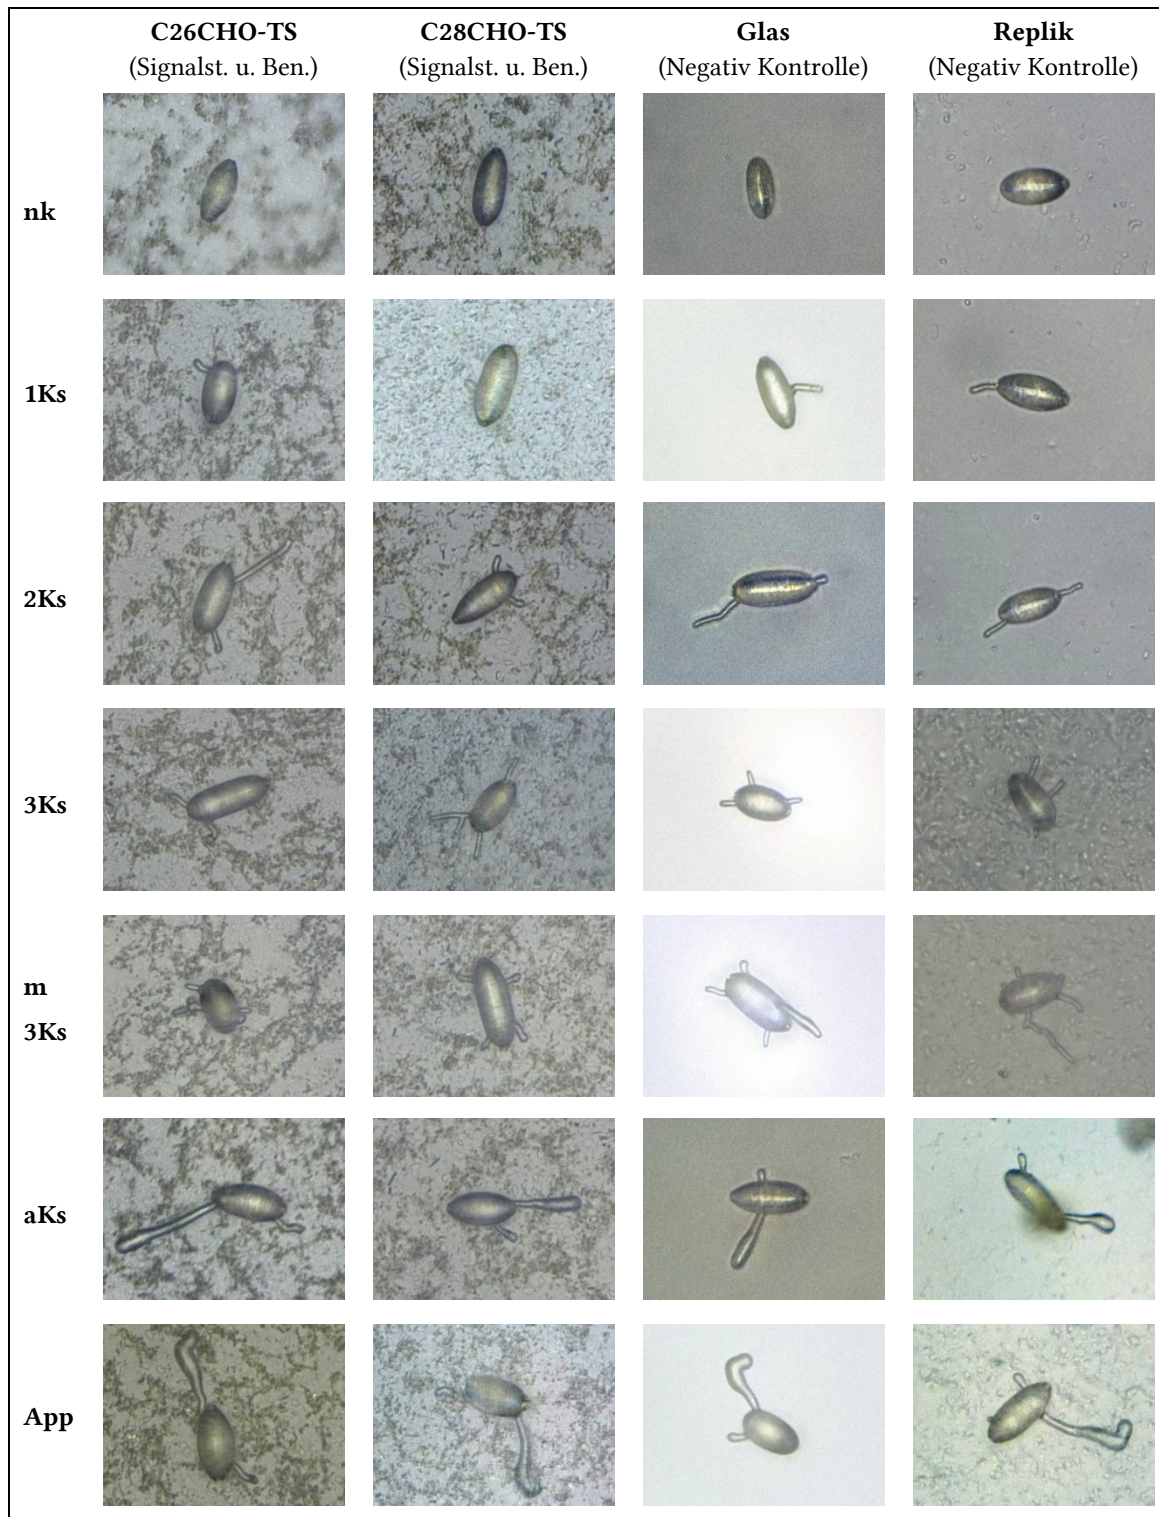 C26CHO-TS C28CHO-TS Glas Replik
(Signalst. u. Ben.) (Signalst. u. Ben.) (Negativ Kontrolle) (Negativ Kontrolle)
nk
1Ks
2Ks
3Ks
m
3Ks
aKs
App